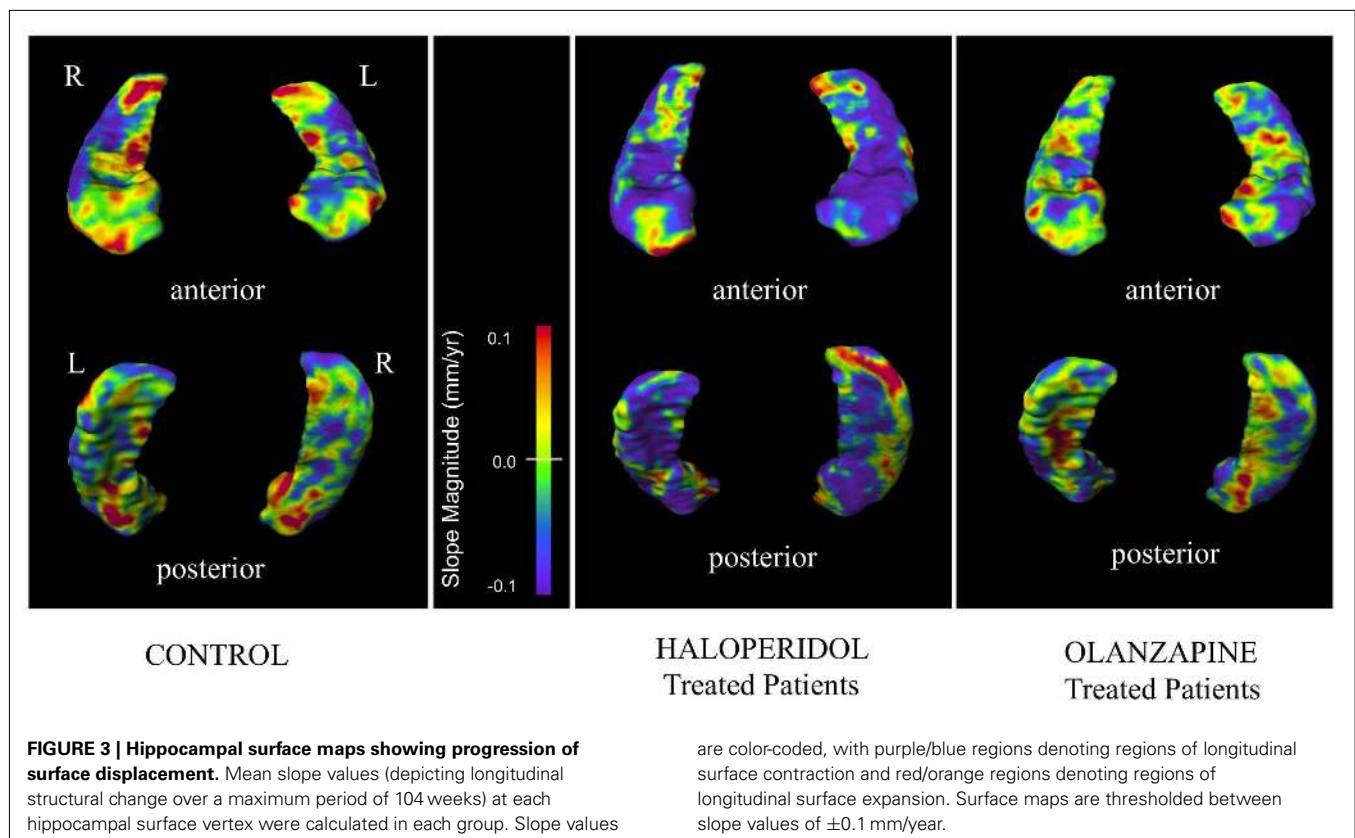 R
L
anterior
L
R
posterior
Slope Magnitude (mm/yr)
0.1
0.0
-0.1
anterior
posterior
anterior
posterior
CONTROL
HALOPERIDOL
Treated Patients
OLANZAPINE
Treated Patients
FIGURE 3 | Hippocampal surface maps showing progression of
surface displacement. Mean slope values (depicting longitudinal
structural change over a maximum period of 104 weeks) at each
hippocampal surface vertex were calculated in each group. Slope values
are color-coded, with purple/blue regions denoting regions of longitudinal
surface contraction and red/orange regions denoting regions of
longitudinal surface expansion. Surface maps are thresholded between
slope values of ±0.1 mm/year.